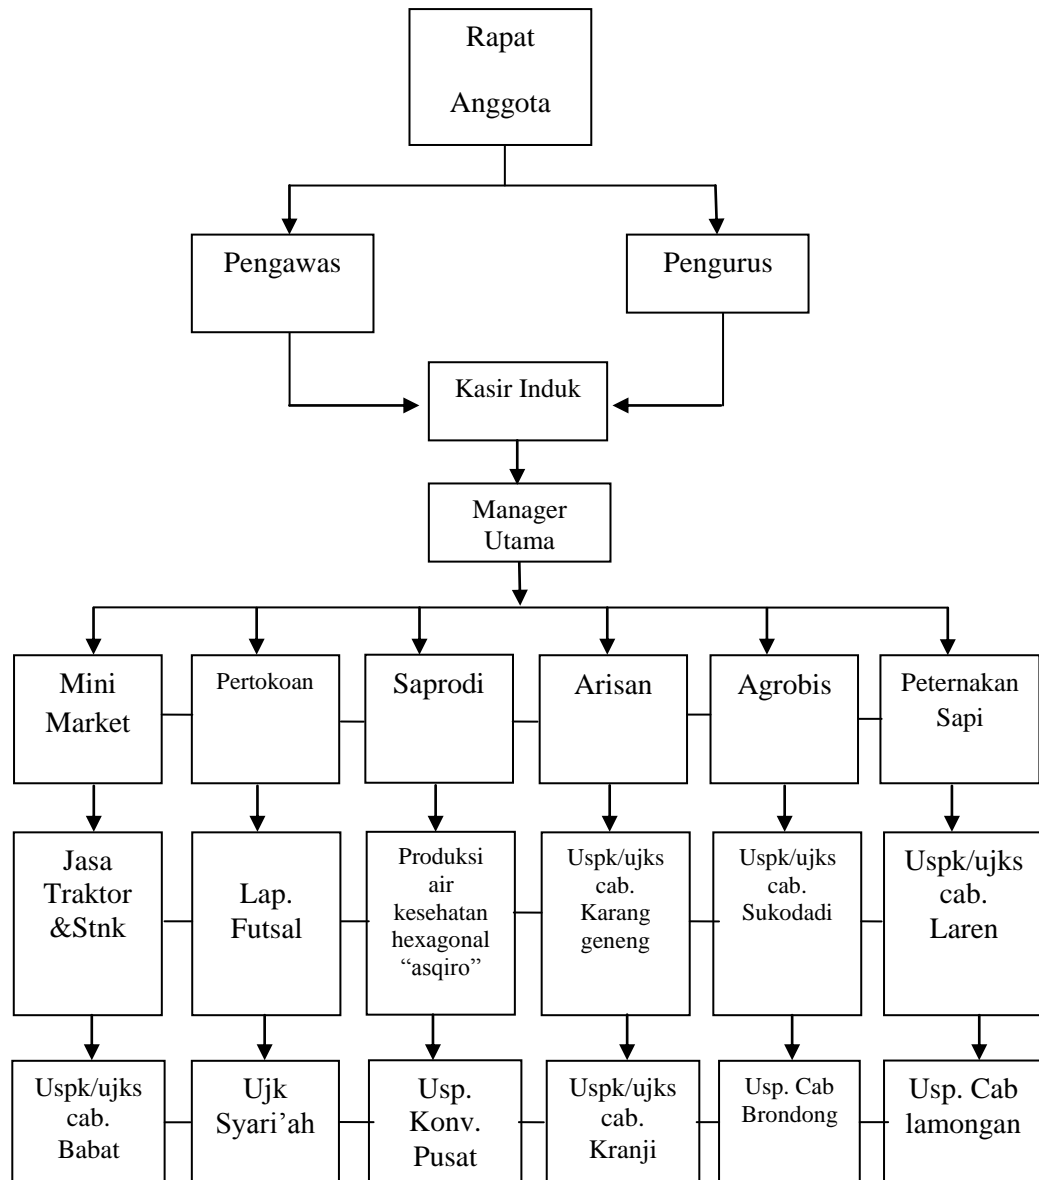 Rapat
Anggota
Pengawas
Pengurus
Kasir Induk
Manager
Utama
Mini
Market
Pertokoan
Saprodi
Arisan
Agrobis
Peternakan
Sapi
Jasa
Traktor
&Stnk
Lap.
Futsal
Produksi
air
kesehatan
hexagonal
“asqiro”
Uspk/ujks
cab.
Karang
geneng
Uspk/ujks
cab.
Sukodadi
Uspk/ujks
cab.
Laren
Uspk/ujks
cab.
Babat
Ujk
Syari’ah
Usp.
Konv.
Pusat
Uspk/ujks
cab.
Kranji
Usp. Cab
Brondong
Usp. Cab
lamongan